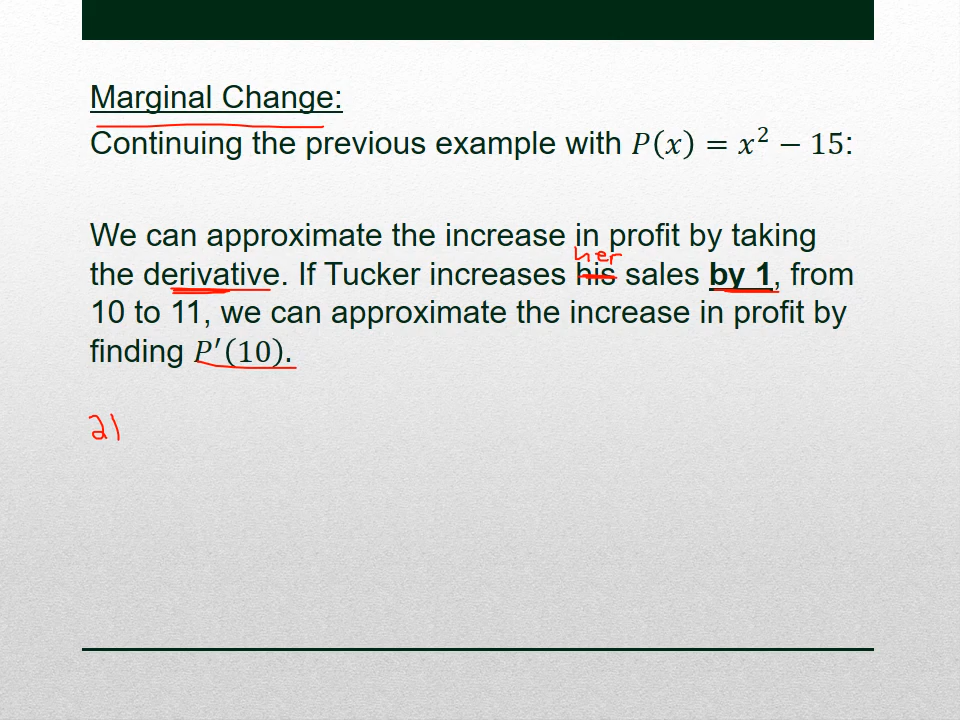 Marginal Change:
Continuing the previous example with P(x) = x² − 15:
We can approximate the increase in profit by taking
her
the derivative. If Tucker increases his sales by 1, from
10 to 11, we can approximate the increase in profit by
finding P′(10).
21